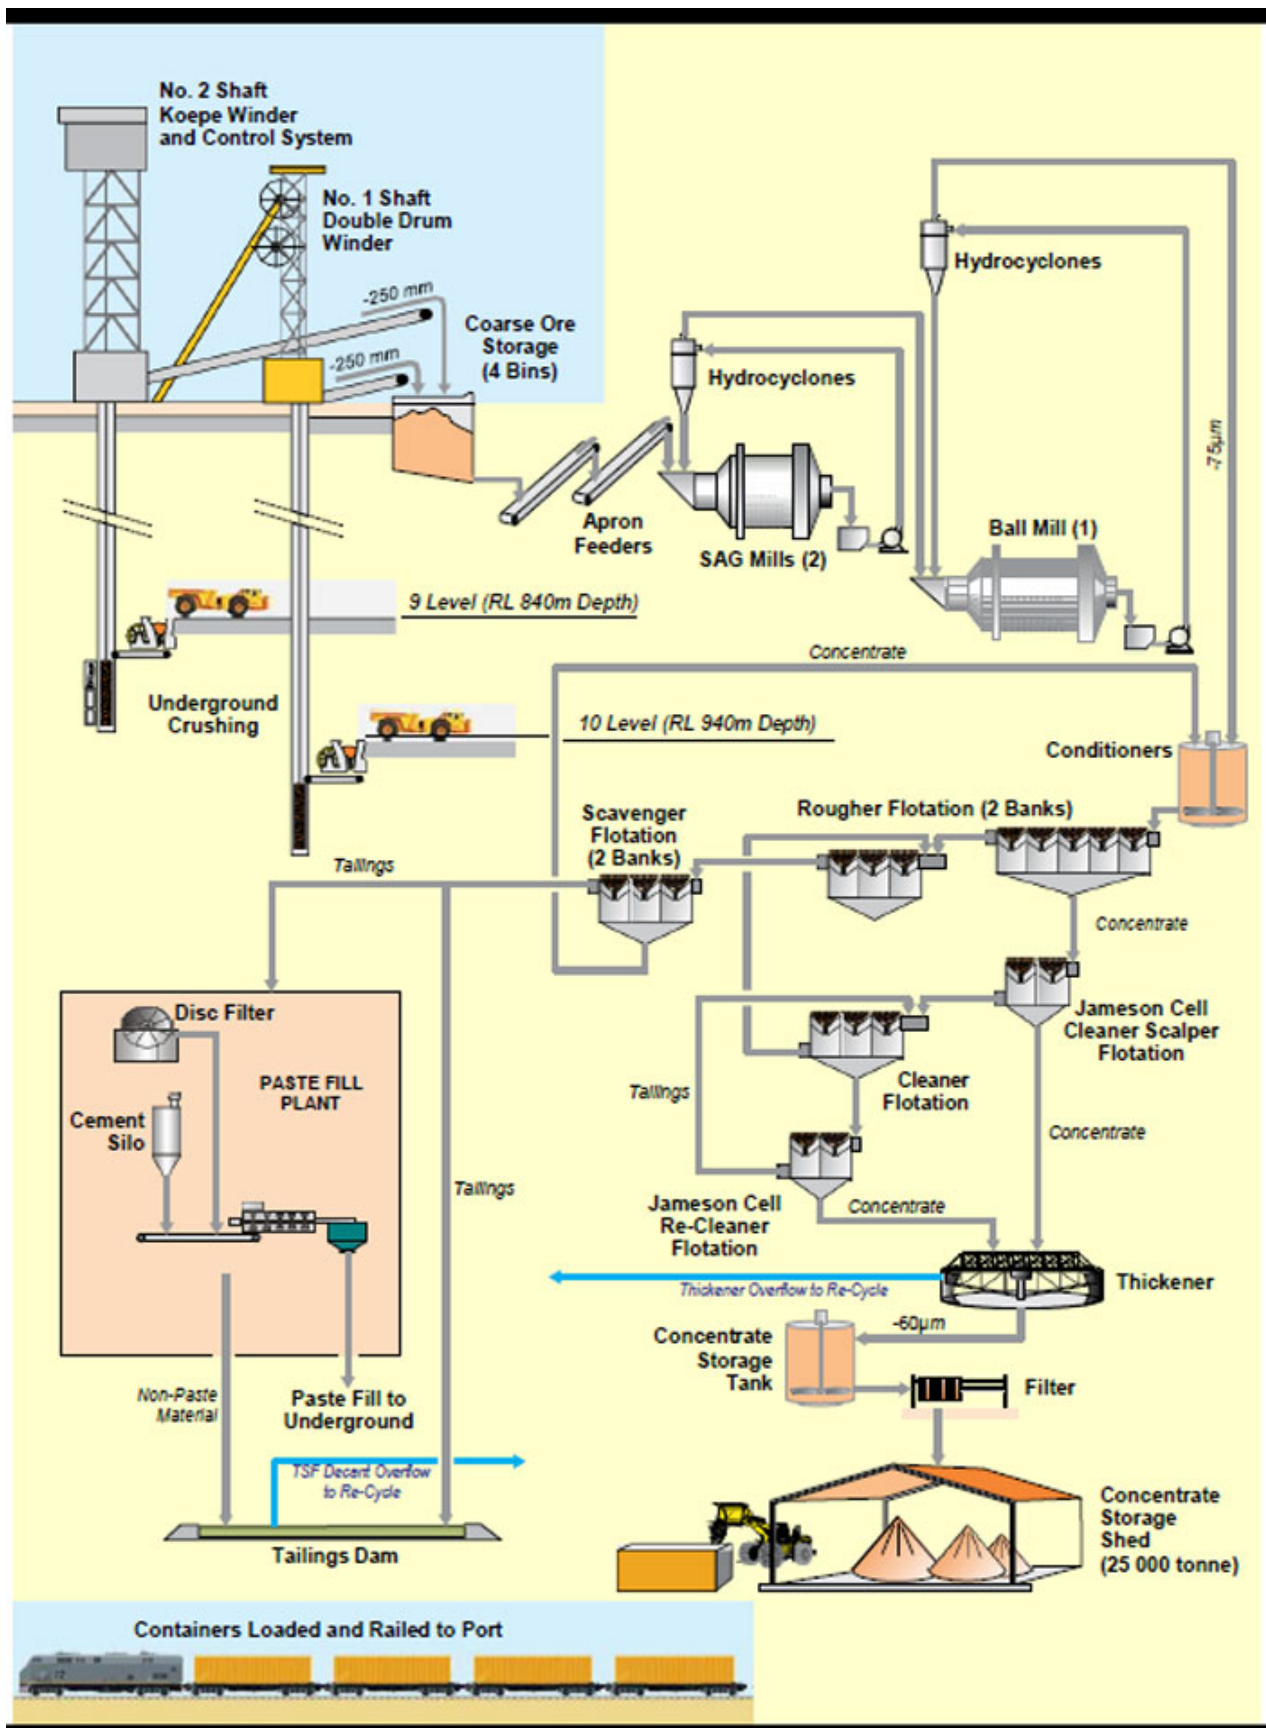 No. 2 Shaft
Koepe Winder
and Control System
No. 1 Shaft
Double Drum
Winder
-250 mm
-250 mm
Coarse Ore
Storage
(4 Bins)
Hydrocyclones
Hydrocyclones
-75µm
Apron
Feeders
SAG Mills (2)
Ball Mill (1)
9 Level (RL 840m Depth)
Underground
Crushing
10 Level (RL 940m Depth)
Concentrate
Conditioners
Scavenger
Flotation
(2 Banks)
Rougher Flotation (2 Banks)
Tailings
Concentrate
Disc Filter
PASTE FILL
PLANT
Cement
Silo
Jameson Cell
Cleaner Scalper
Flotation
Cleaner
Flotation
Tailings
Concentrate
Tailings
Jameson Cell
Re-Cleaner
Flotation
Concentrate
Thickener
Thickener Overflow to Re-Cycle
-60µm
Concentrate
Storage
Tank
Filter
Non-Paste
Material
Paste Fill to
Underground
TSF Decant Overflow
to Re-Cycle
Tailings Dam
Concentrate
Storage
Shed
(25 000 tonne)
Containers Loaded and Railed to Port